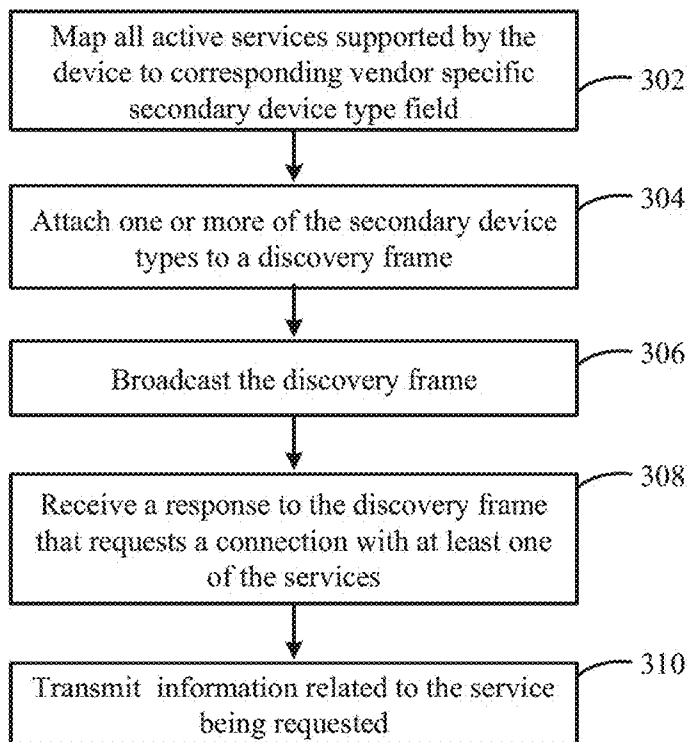 Map all active services supported by the
device to corresponding vendor specific
secondary device type field
302
Attach one or more of the secondary device
types to a discovery frame
304
Broadcast the discovery frame
306
Receive a response to the discovery frame
that requests a connection with at least one
of the services
308
Transmit information related to the service
being requested
310